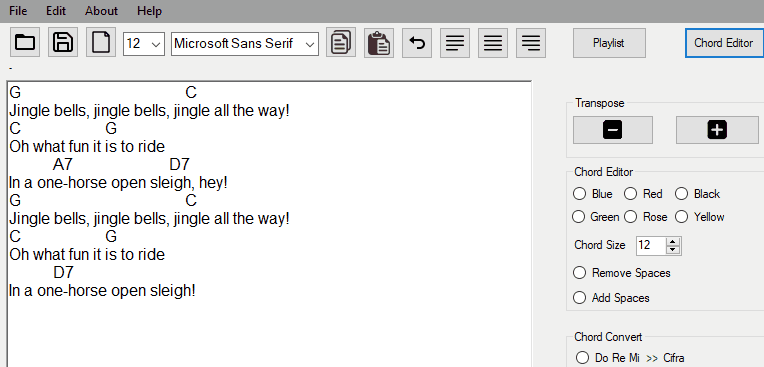 File Edit About Help
12 Microsoft Sans Serif Playlist Chord Editor
-
G C
Jingle bells, jingle bells, jingle all the way!
C G
Oh what fun it is to ride
A7 D7
In a one-horse open sleigh, hey!
G C
Jingle bells, jingle bells, jingle all the way!
C G
Oh what fun it is to ride
D7
In a one-horse open sleigh!
Transpose
Chord Editor
Blue Red Black
Green Rose Yellow
Chord Size 12
Remove Spaces
Add Spaces
Chord Convert
Do Re Mi >> Cifra